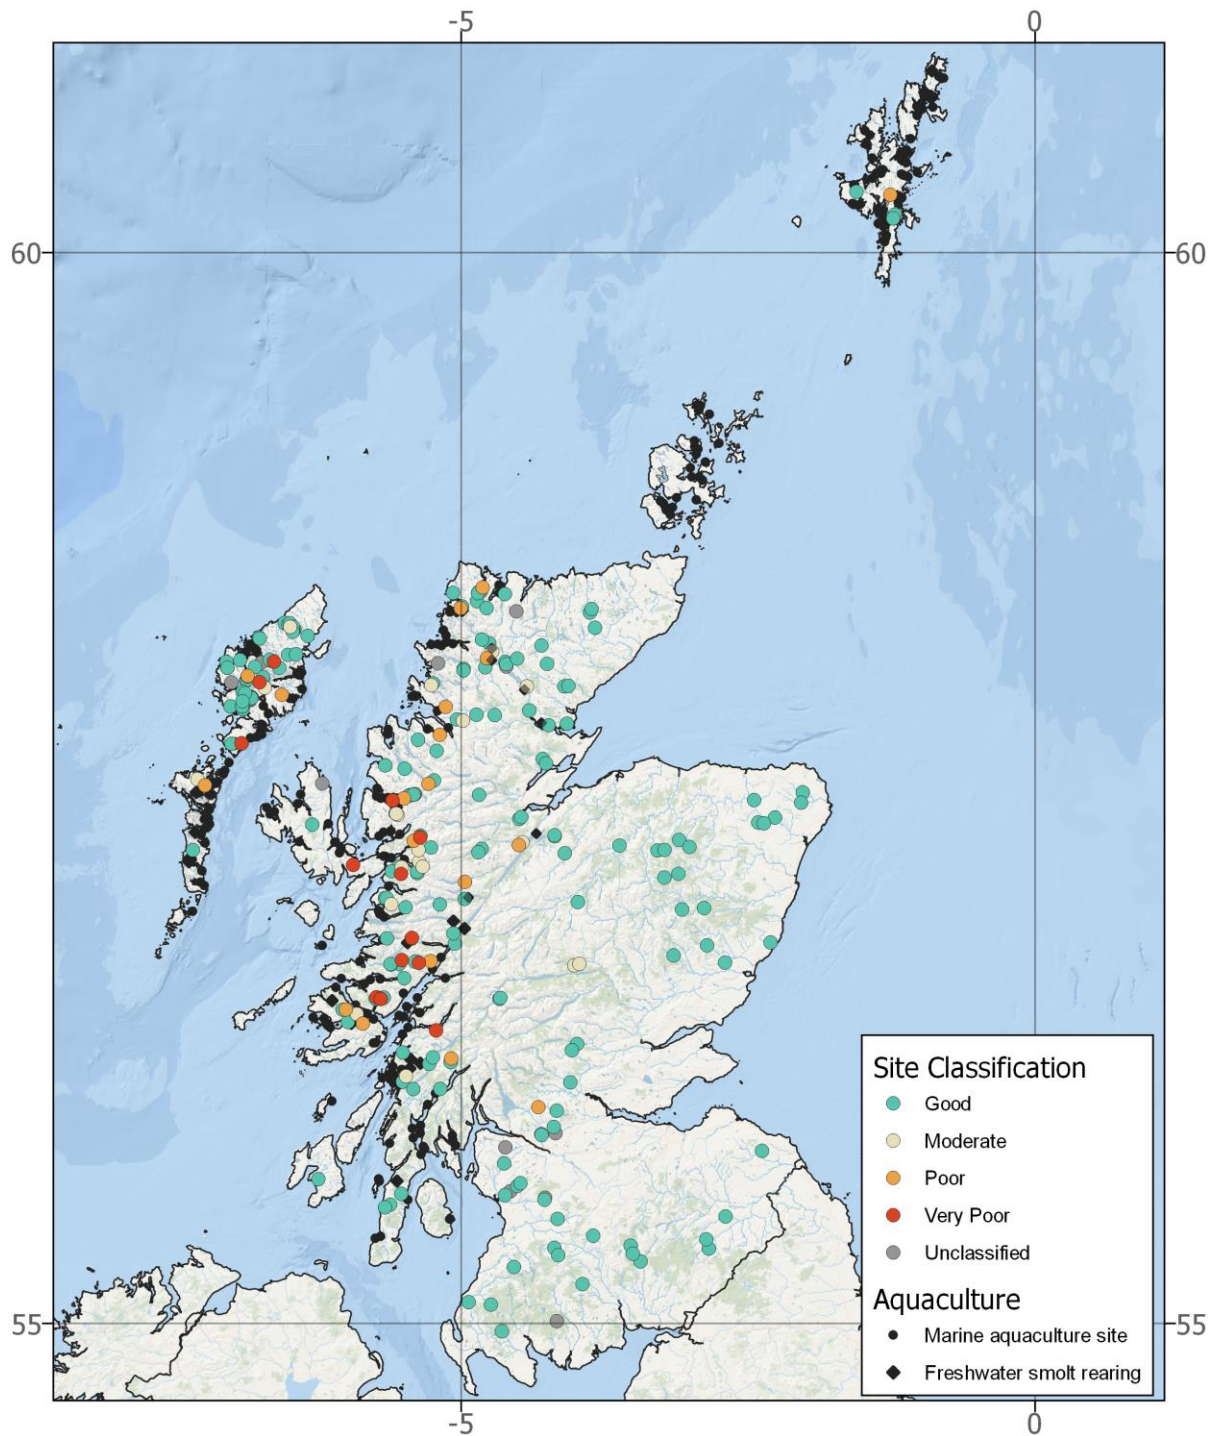 -5 0
60 60
Site Classification
Good
Moderate
Poor
Very Poor
Unclassified
Aquaculture
Marine aquaculture site
Freshwater smolt rearing
55 55
-5 0